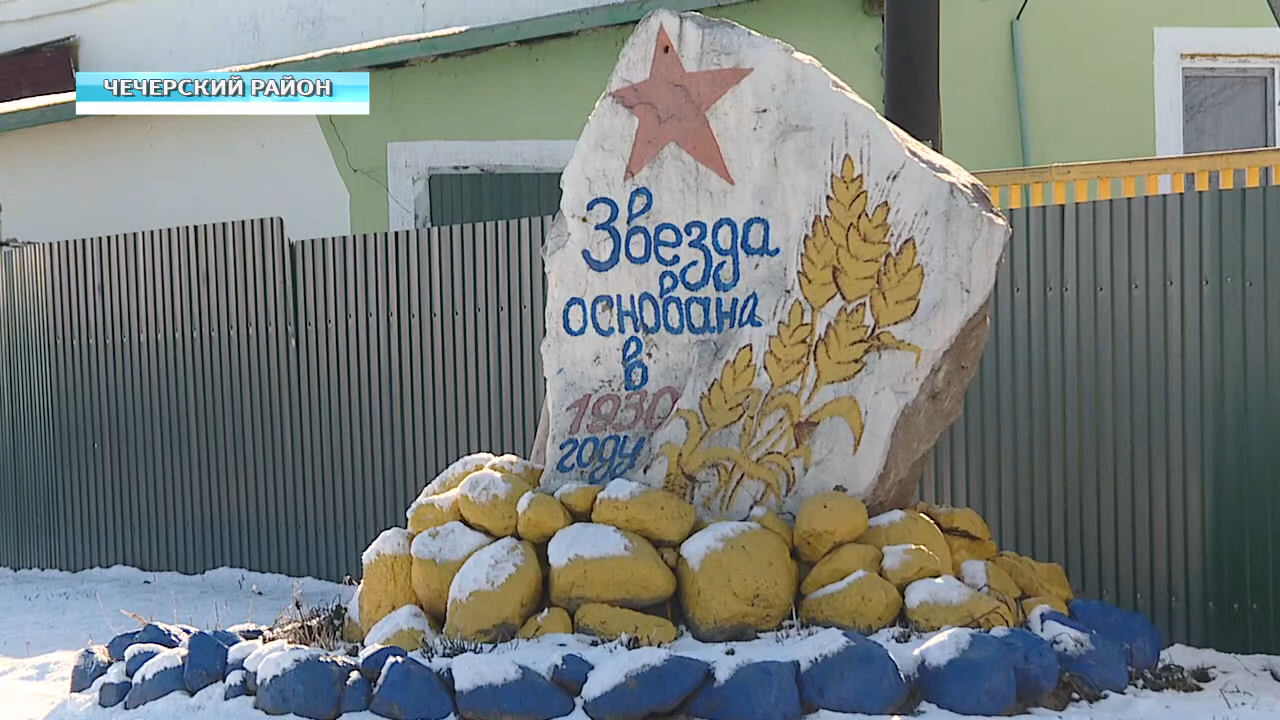 ЧЕЧЕРСКИЙ РАЙОН
Звезда
основана
в
1930
году